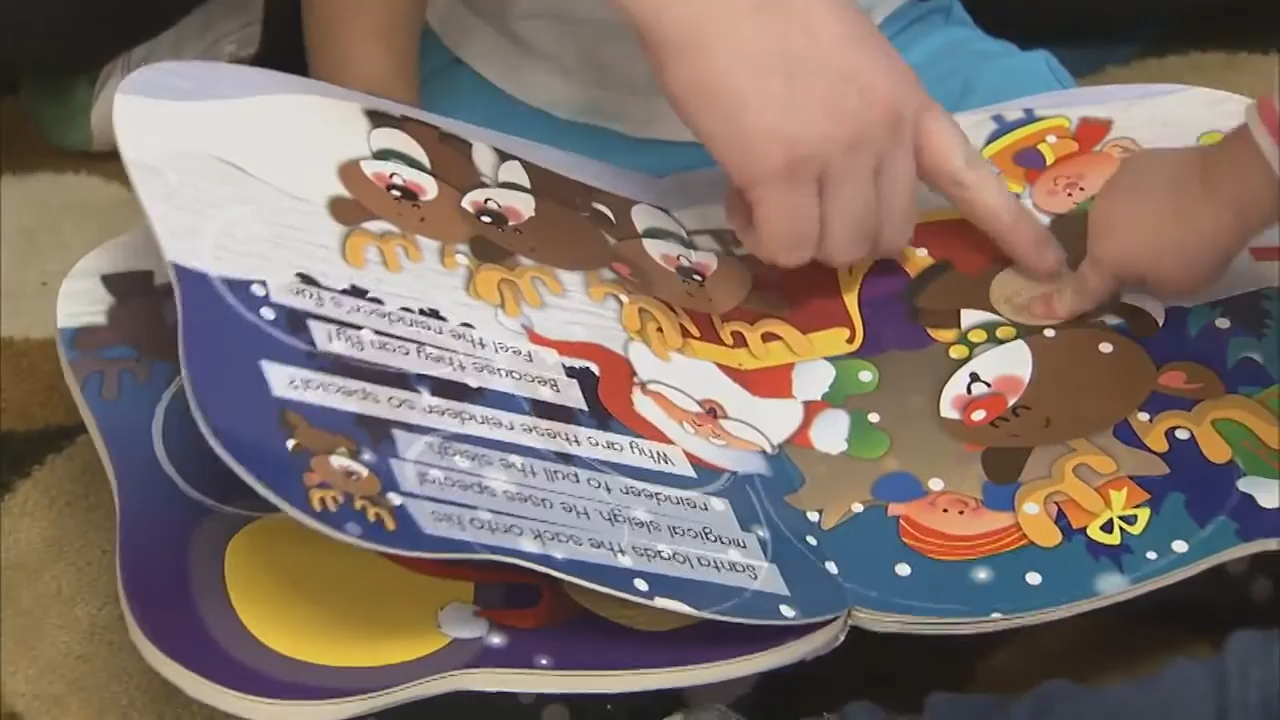 Santa loads the sack onto his
magical sleigh. He uses special
reindeer to pull the sleigh.
Why are these reindeer so special?
Because they can fly!
Feel the reindeer's fur.